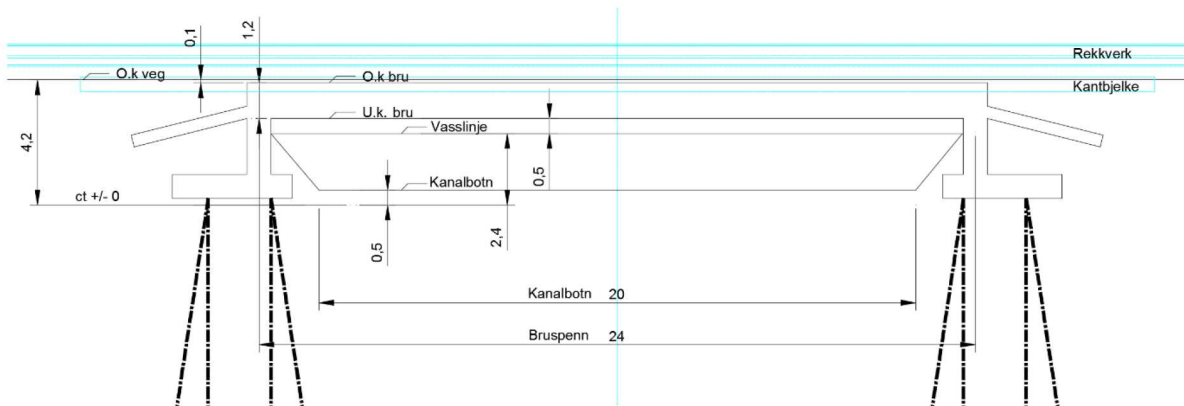 Rekkverk
O.k veg
O.k bru
Kantbjelke
0,1
1,2
U.k. bru
Vasslinje
4,2
Kanalbotn
0,5
ct +/- 0
0,5
2,4
Kanalbotn 20
Bruspenn 24